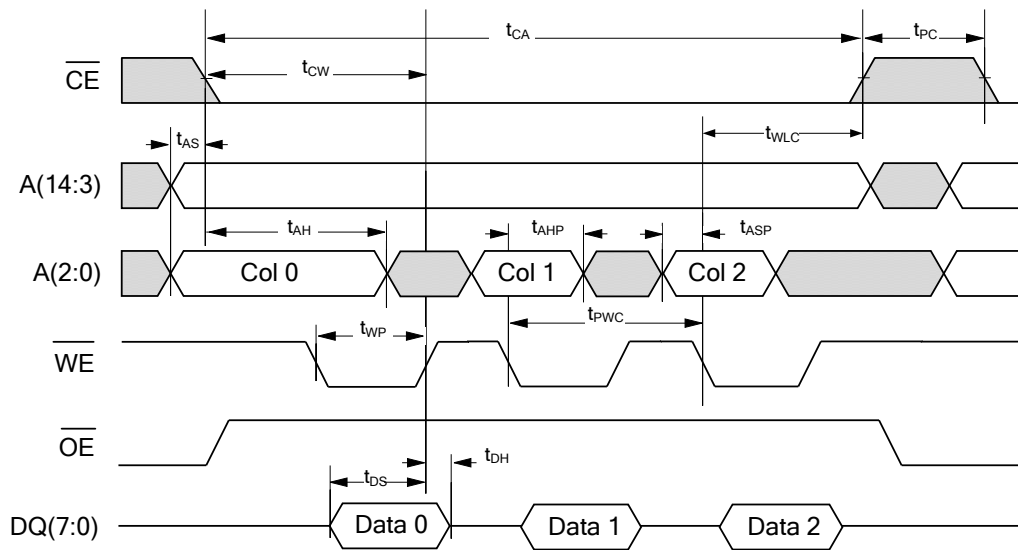 tCA
tPC
CE
tCW
tWLC
tAS
A(14:3)
tAH
tAHP
tASP
A(2:0)
Col 0
Col 1
Col 2
tPWC
tWP
WE
OE
tDH
tDS
DQ(7:0)
Data 0
Data 1
Data 2